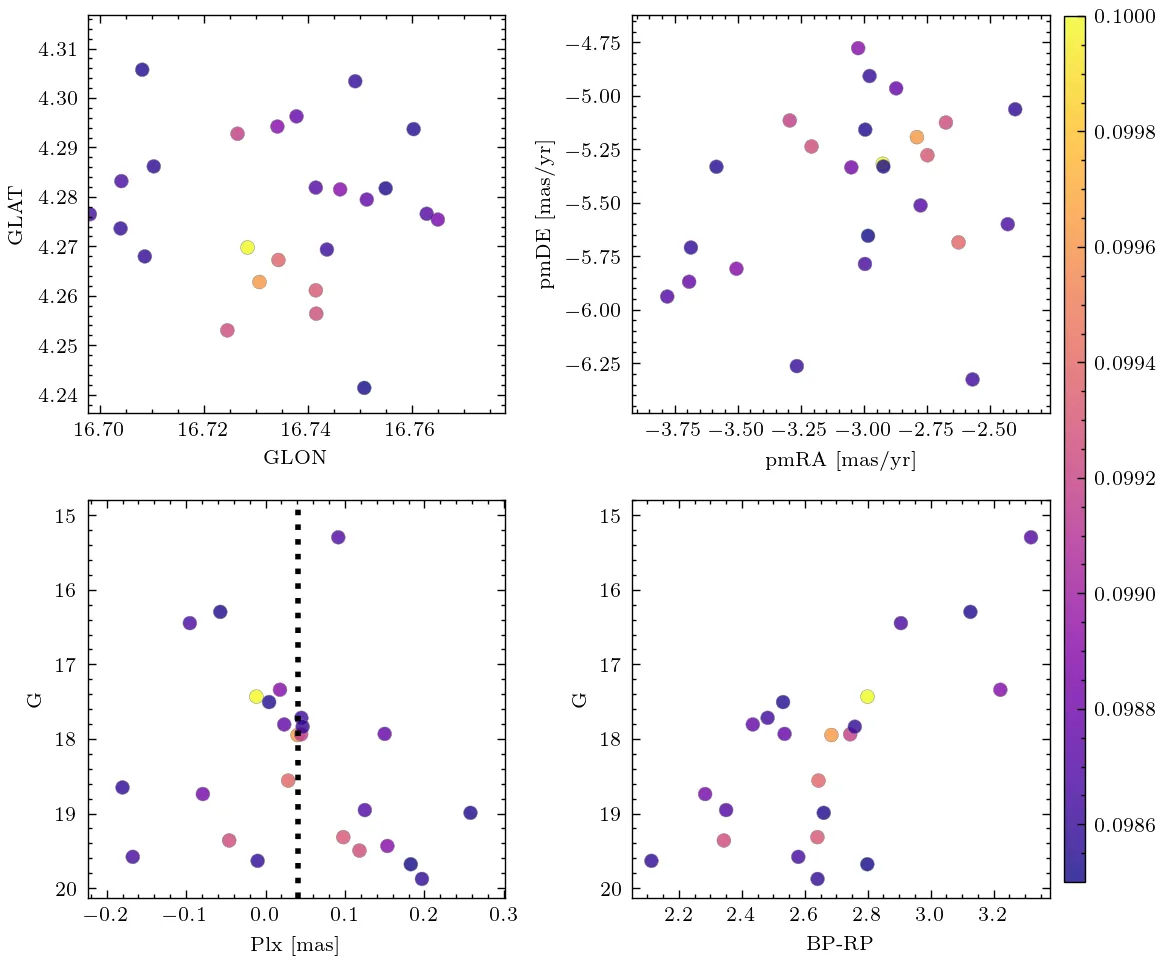 4.31
4.30
4.29
4.28
4.27
4.26
4.25
4.24
GLAT
16.70 16.72 16.74 16.76
GLON
−4.75
−5.00
−5.25
−5.50
−5.75
−6.00
−6.25
pmDE [mas/yr]
−3.75 −3.50 −3.25 −3.00 −2.75 −2.50
pmRA [mas/yr]
15
16
17
18
19
20
G
−0.2 −0.1 0.0 0.1 0.2 0.3
Plx [mas]
15
16
17
18
19
20
G
2.2 2.4 2.6 2.8 3.0 3.2
BP-RP
0.1000
0.0998
0.0996
0.0994
0.0992
0.0990
0.0988
0.0986